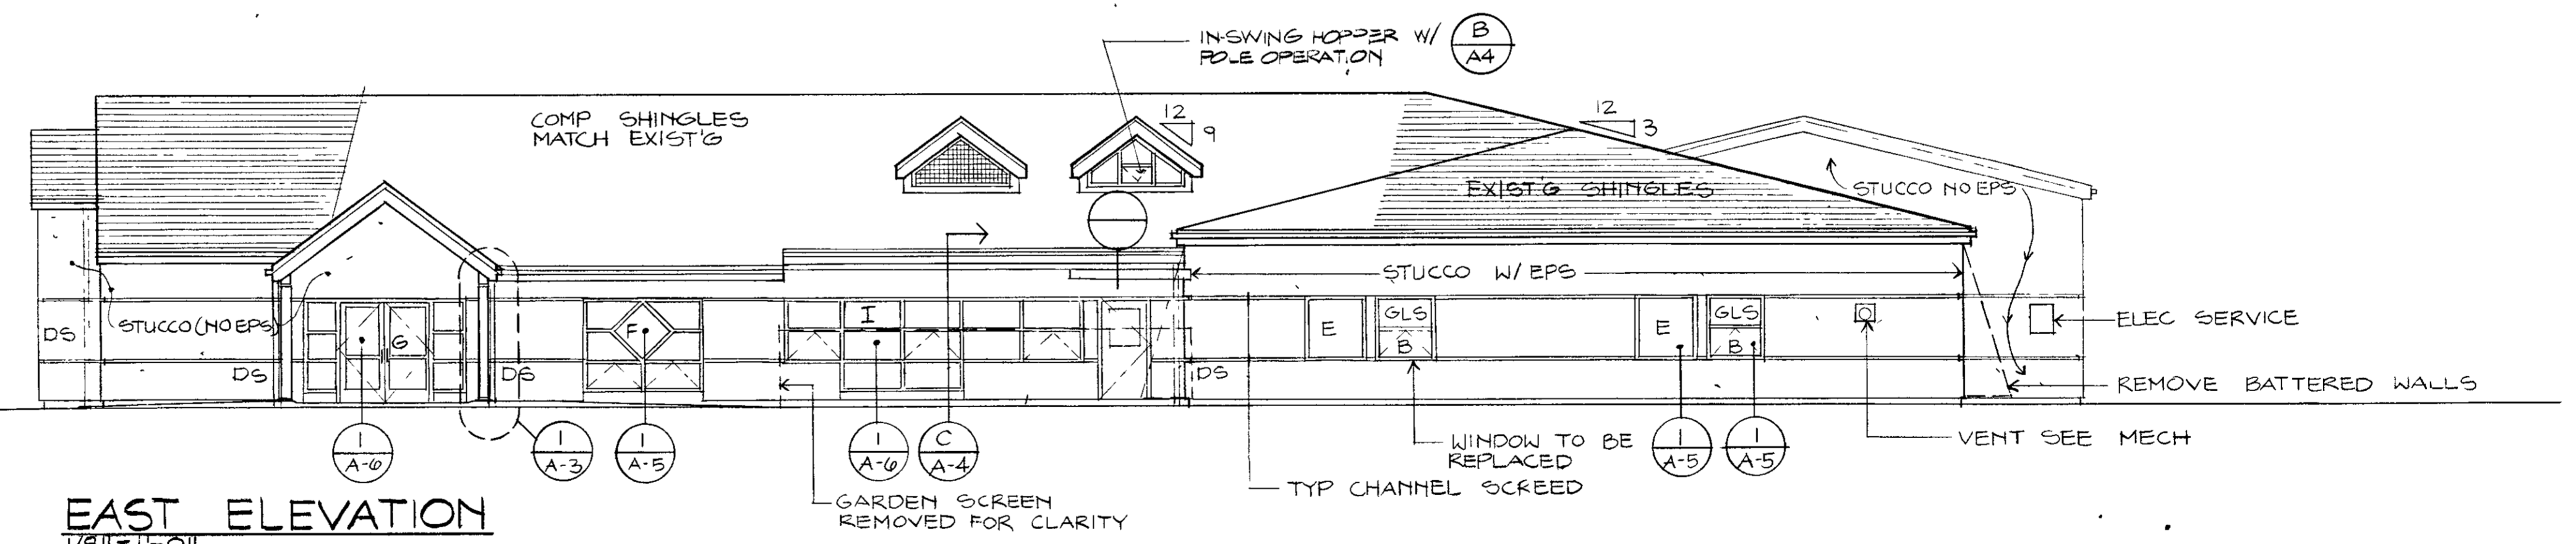 IN-SWING HOPPER W/
POLE OPERATION
B
A4
COMP SHINGLES
MATCH EXIST'G
12
9
12
3
EXIST'G SHINGLES
STUCCO NO EPS
STUCCO W/ EPS
DS
STUCCO (NO EPS)
G
DS
DS
F
I
DS
E
GLS
B
E
GLS
B
ELEC SERVICE
REMOVE BATTERED WALLS
1
A-6
1
A-3
1
A-5
1
A-6
C
A-4
WINDOW TO BE
REPLACED
1
A-5
1
A-5
VENT SEE MECH
TYP CHANNEL SCREED
GARDEN SCREEN
REMOVED FOR CLARITY
EAST ELEVATION